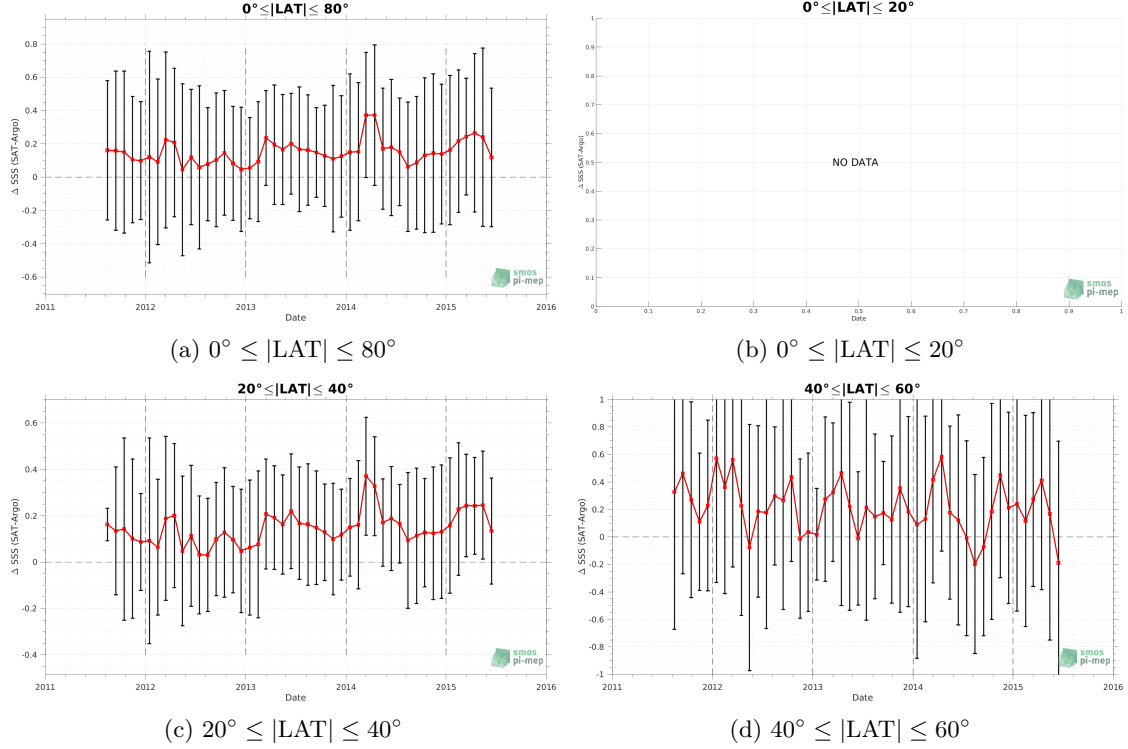 0°≤|LAT|≤ 80°
Δ SSS (SAT-Argo)
0.8
0.6
0.4
0.2
0
-0.2
-0.4
-0.6
2011 2012 2013 2014 2015 2016
Date
smos
pi-mep
(a) 0° ≤ |LAT| ≤ 80°
0°≤|LAT|≤ 20°
Δ SSS (SAT-Argo)
1
0.9
0.8
0.7
0.6
0.5
0.4
0.3
0.2
0.1
0
NO DATA
0 0.1 0.2 0.3 0.4 0.5 0.6 0.7 0.8 0.9 1
Date
smos
pi-mep
(b) 0° ≤ |LAT| ≤ 20°
20°≤|LAT|≤ 40°
Δ SSS (SAT-Argo)
0.6
0.4
0.2
0
-0.2
-0.4
2011 2012 2013 2014 2015 2016
Date
smos
pi-mep
(c) 20° ≤ |LAT| ≤ 40°
40°≤|LAT|≤ 60°
Δ SSS (SAT-Argo)
1
0.8
0.6
0.4
0.2
0
-0.2
-0.4
-0.6
-0.8
-1
2011 2012 2013 2014 2015 2016
Date
smos
pi-mep
(d) 40° ≤ |LAT| ≤ 60°